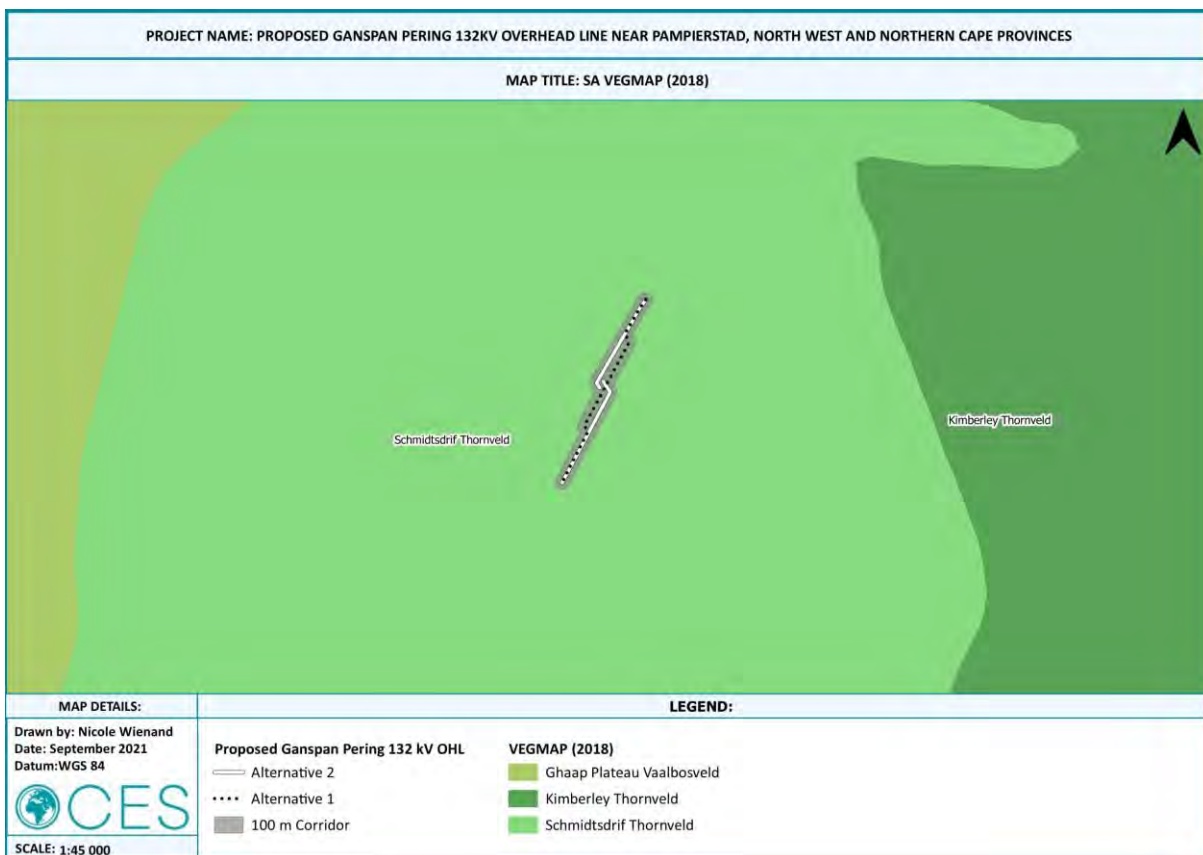 PROJECT NAME: PROPOSED GANSPAN PERING 132KV OVERHEAD LINE NEAR PAMPIERSTAD, NORTH WEST AND NORTHERN CAPE PROVINCES
MAP TITLE: SA VEGMAP (2018)
Kimberley Thornveld
Schmidtsdrif Thornveld
MAP DETAILS:
Drawn by: Nicole Wienand
Date: September 2021
Datum:WGS 84
CES
SCALE: 1:45 000
LEGEND:
Proposed Ganspan Pering 132 kV OHL
Alternative 2
Alternative 1
100 m Corridor
VEGMAP (2018)
Ghaap Plateau Vaalbosveld
Kimberley Thornveld
Schmidtsdrif Thornveld